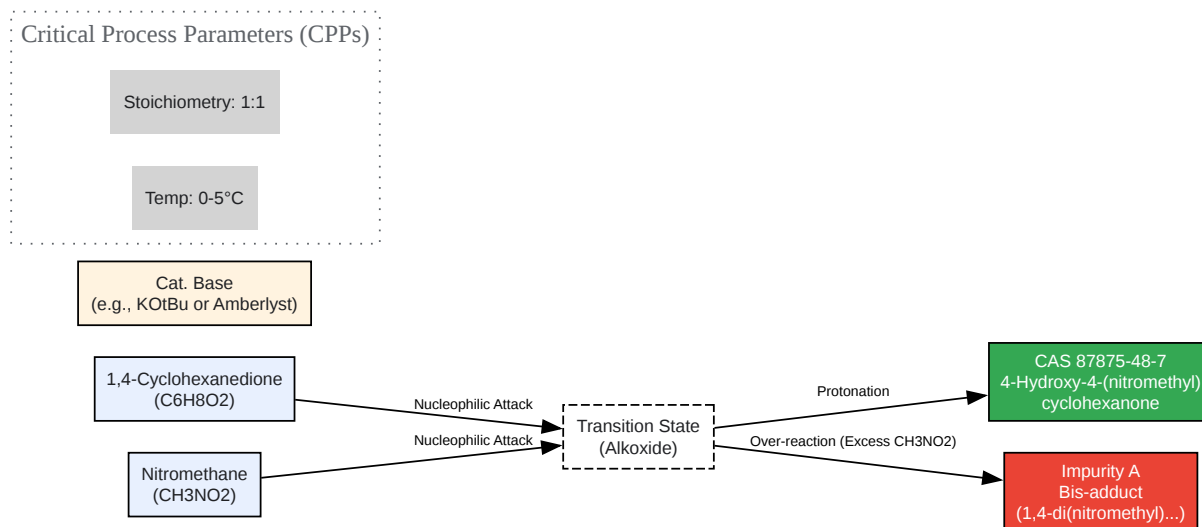 Critical Process Parameters (CPPs)
Stoichiometry: 1:1
Temp: 0-5°C
Cat. Base
(e.g., KOtBu or Amberlyst)
1,4-Cyclohexanedione
(C6H8O2)
Nitromethane
(CH3NO2)
Nucleophilic Attack
Nucleophilic Attack
Transition State
(Alkoxide)
Protonation
Over-reaction (Excess CH3NO2)
CAS 87875-48-7
4-Hydroxy-4-(nitromethyl)
cyclohexanone
Impurity A
Bis-adduct
(1,4-di(nitromethyl)...)